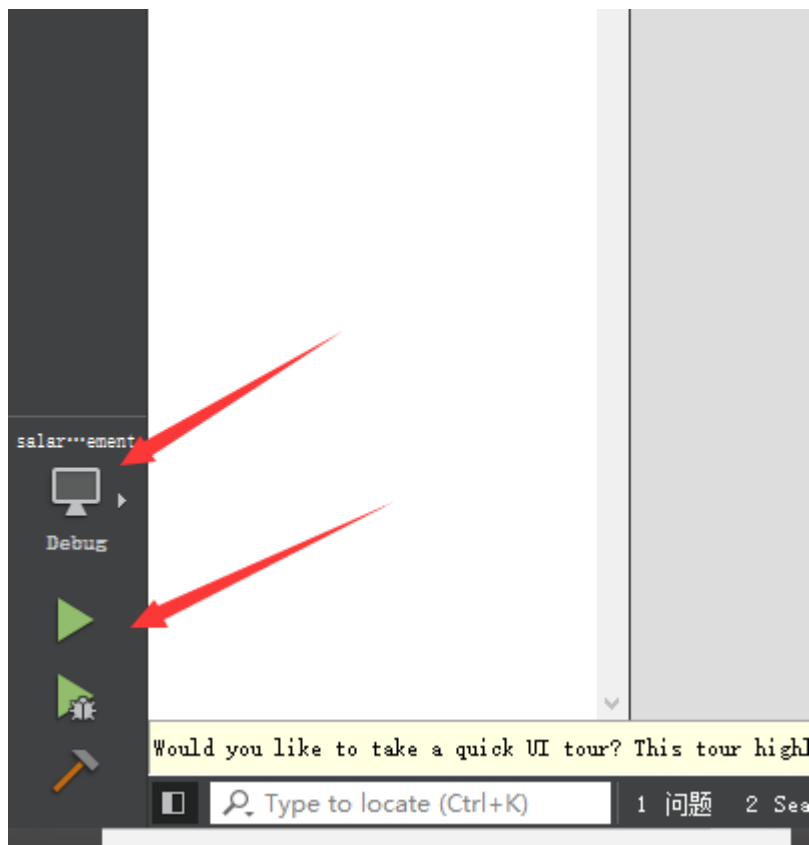 salar···ement
Debug
Would you like to take a quick UI tour? This tour highl
Type to locate (Ctrl+K)
1 问题 2 Sea